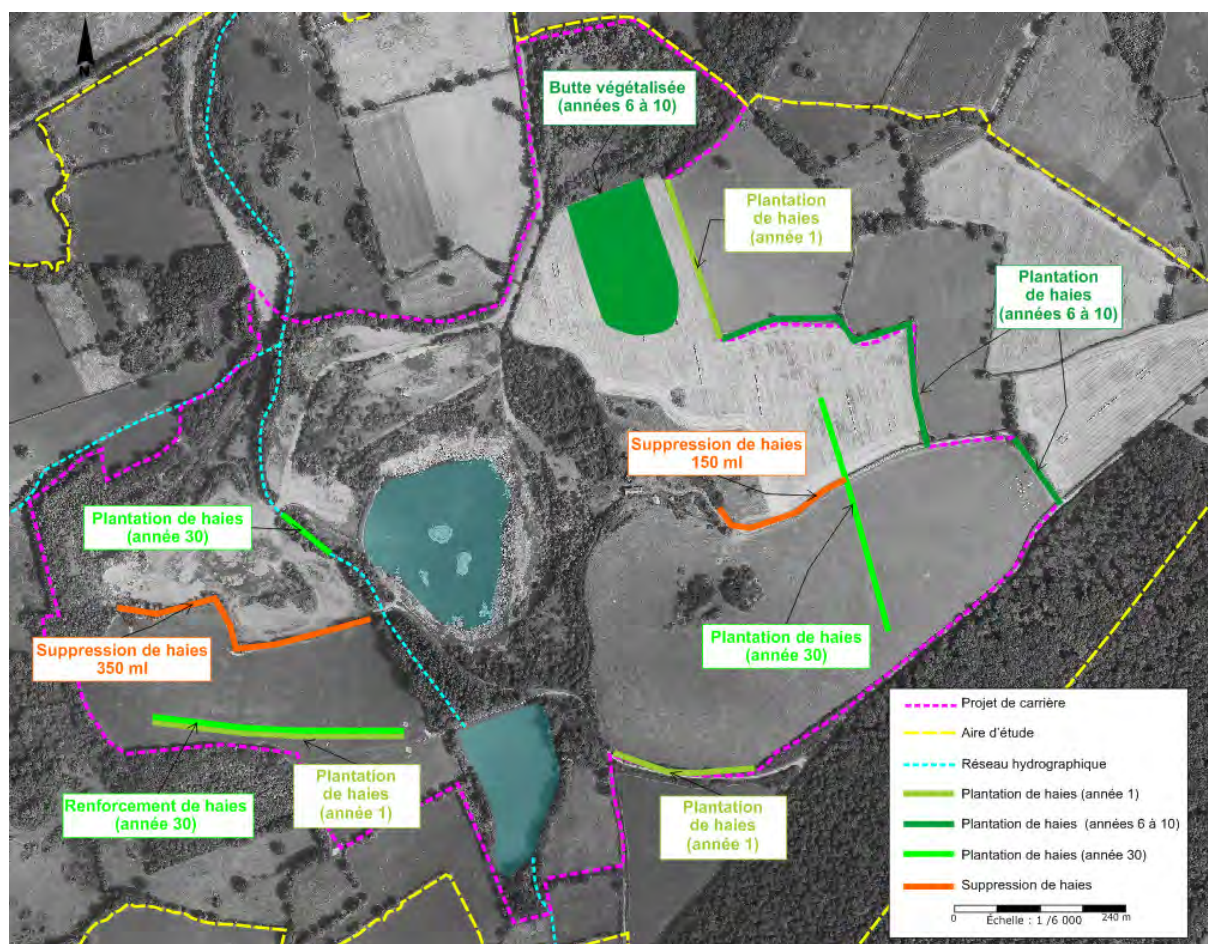 Butte végétalisée
(années 6 à 10)
Plantation
de haies
(année 1)
Plantation
de haies
(années 6 à 10)
Suppression de haies
150 ml
Plantation de haies
(année 30)
Suppression de haies
350 ml
Plantation de haies
(année 30)
Renforcement de haies
(année 30)
Plantation
de haies
(année 1)
Plantation
de haies
(année 1)
Projet de carrière
Aire d'étude
Réseau hydrographique
Plantation de haies (année 1)
Plantation de haies (années 6 à 10)
Plantation de haies (année 30)
Suppression de haies
0 Échelle : 1 /6 000 240 m